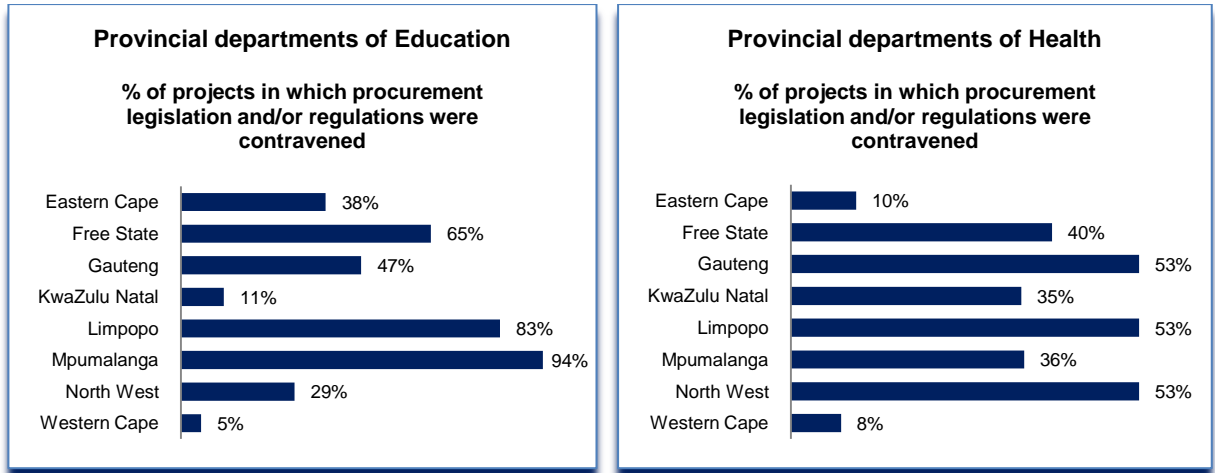 Provincial departments of Education
% of projects in which procurement
legislation and/or regulations were
contravened
Eastern Cape 38%
Free State 65%
Gauteng 47%
KwaZulu Natal 11%
Limpopo 83%
Mpumalanga 94%
North West 29%
Western Cape 5%
Provincial departments of Health
% of projects in which procurement
legislation and/or regulations were
contravened
Eastern Cape 10%
Free State 40%
Gauteng 53%
KwaZulu Natal 35%
Limpopo 53%
Mpumalanga 36%
North West 53%
Western Cape 8%